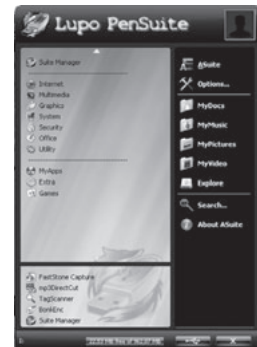 Lupo PenSuite
Suite Manager
Internet
Multimedia
Graphics
System
Security
Office
Utility
MyApps
Extra
Games
FastStone Capture
mp3DirectCut
TagScanner
BonkEnc
Suite Manager
ASuite
Options...
MyDocs
MyMusic
MyPictures
MyVideo
Explore
Search...
About ASuite